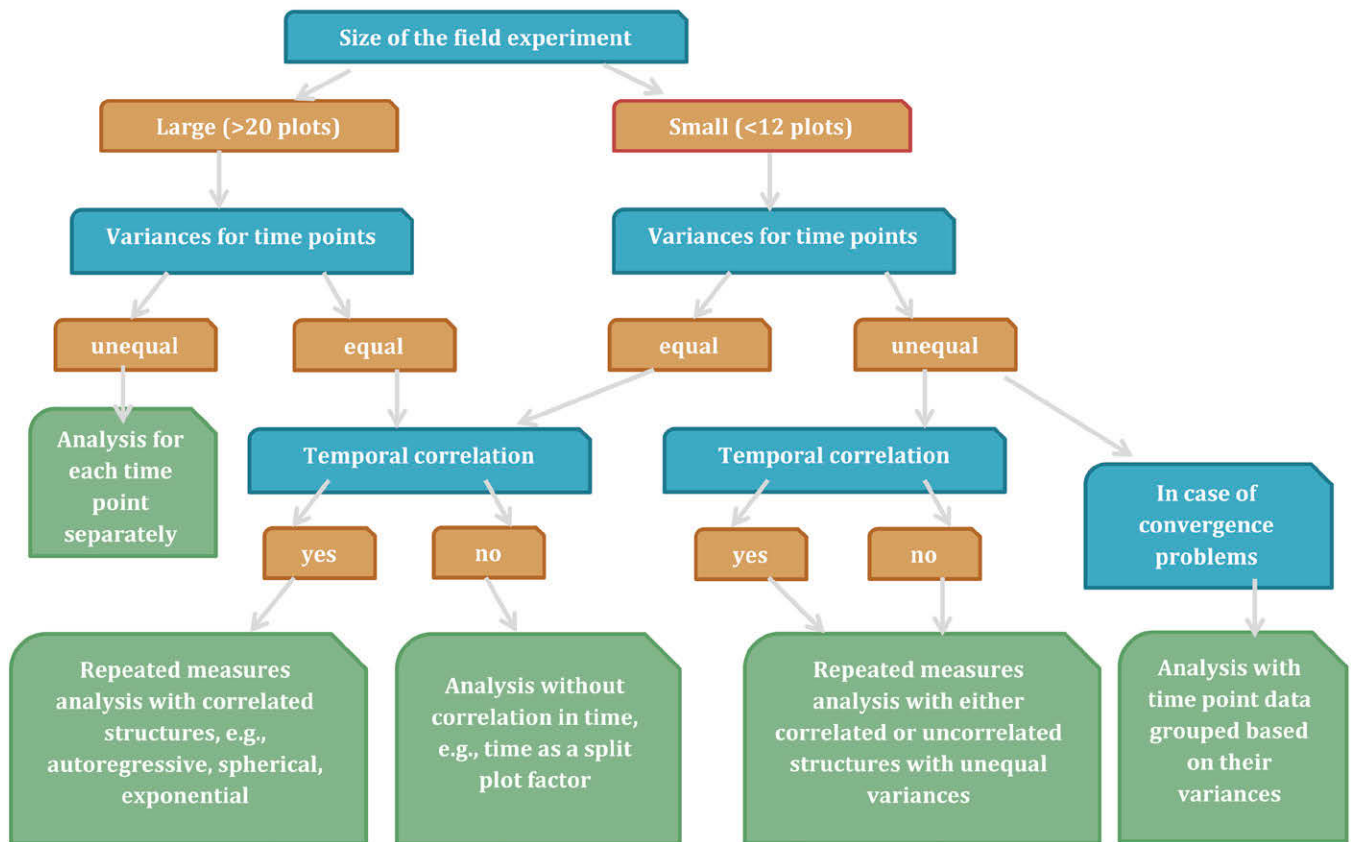 Size of the field experiment
Large (>20 plots)
Small (<12 plots)
Variances for time points
Variances for time points
unequal
equal
equal
unequal
Analysis for
each time
point
separately
Temporal correlation
Temporal correlation
In case of
convergence
problems
yes
no
yes
no
Repeated measures
analysis with correlated
structures, e.g.,
autoregressive, spherical,
exponential
Analysis without
correlation in time,
e.g., time as a split
plot factor
Repeated measures
analysis with either
correlated or uncorrelated
structures with unequal
variances
Analysis with
time point data
grouped based
on their
variances